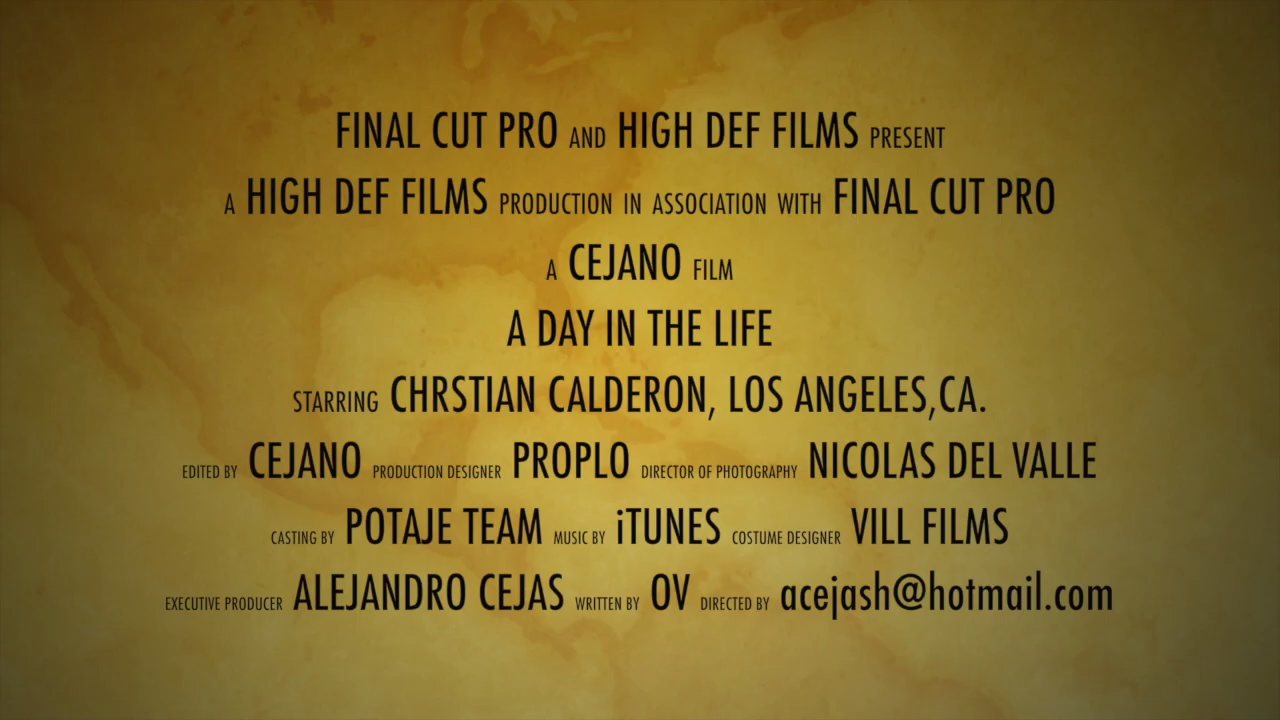 FINAL CUT PRO AND HIGH DEF FILMS PRESENT
A HIGH DEF FILMS PRODUCTION IN ASSOCIATION WITH FINAL CUT PRO
A CEJANO FILM
A DAY IN THE LIFE
STARRING CHRSTIAN CALDERON, LOS ANGELES,CA.
EDITED BY CEJANO PRODUCTION DESIGNER PROPLO DIRECTOR OF PHOTOGRAPHY NICOLAS DEL VALLE
CASTING BY POTAJE TEAM MUSIC BY iTUNES COSTUME DESIGNER VILL FILMS
EXECUTIVE PRODUCER ALEJANDRO CEJAS WRITTEN BY OV DIRECTED BY acejash@hotmail.com